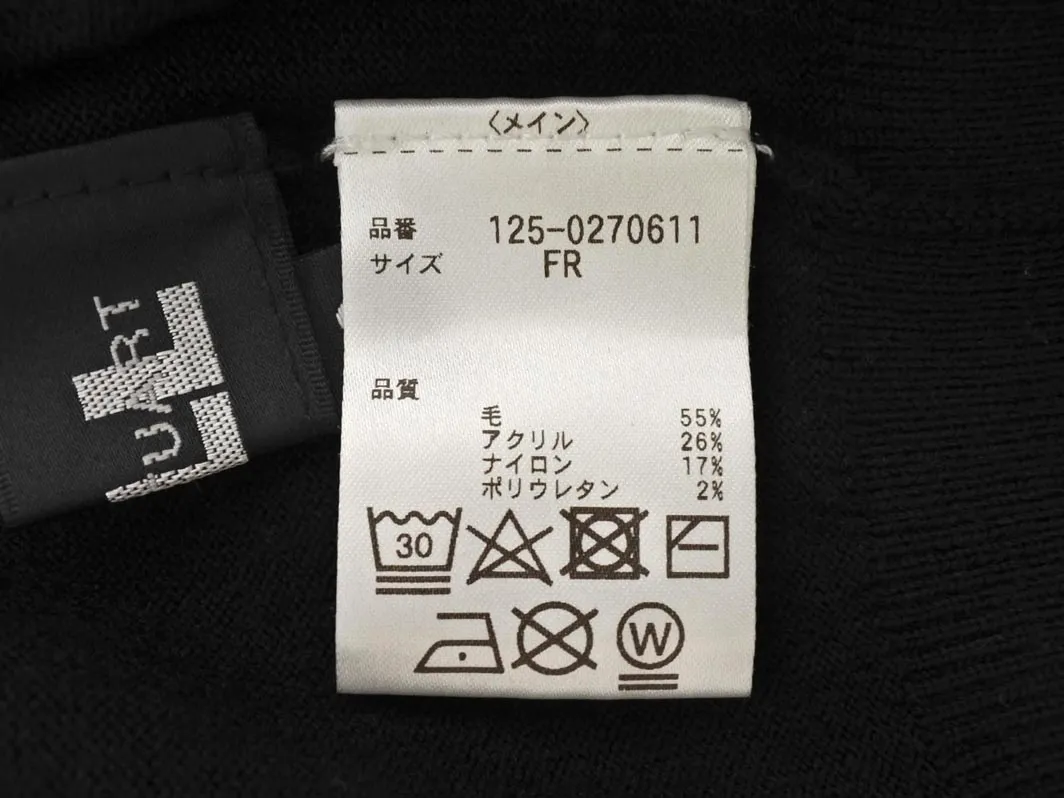 〈メイン〉
品番 125-0270611
サイズ FR
品質
毛 55%
アクリル 26%
ナイロン 17%
ポリウレタン 2%
30
W